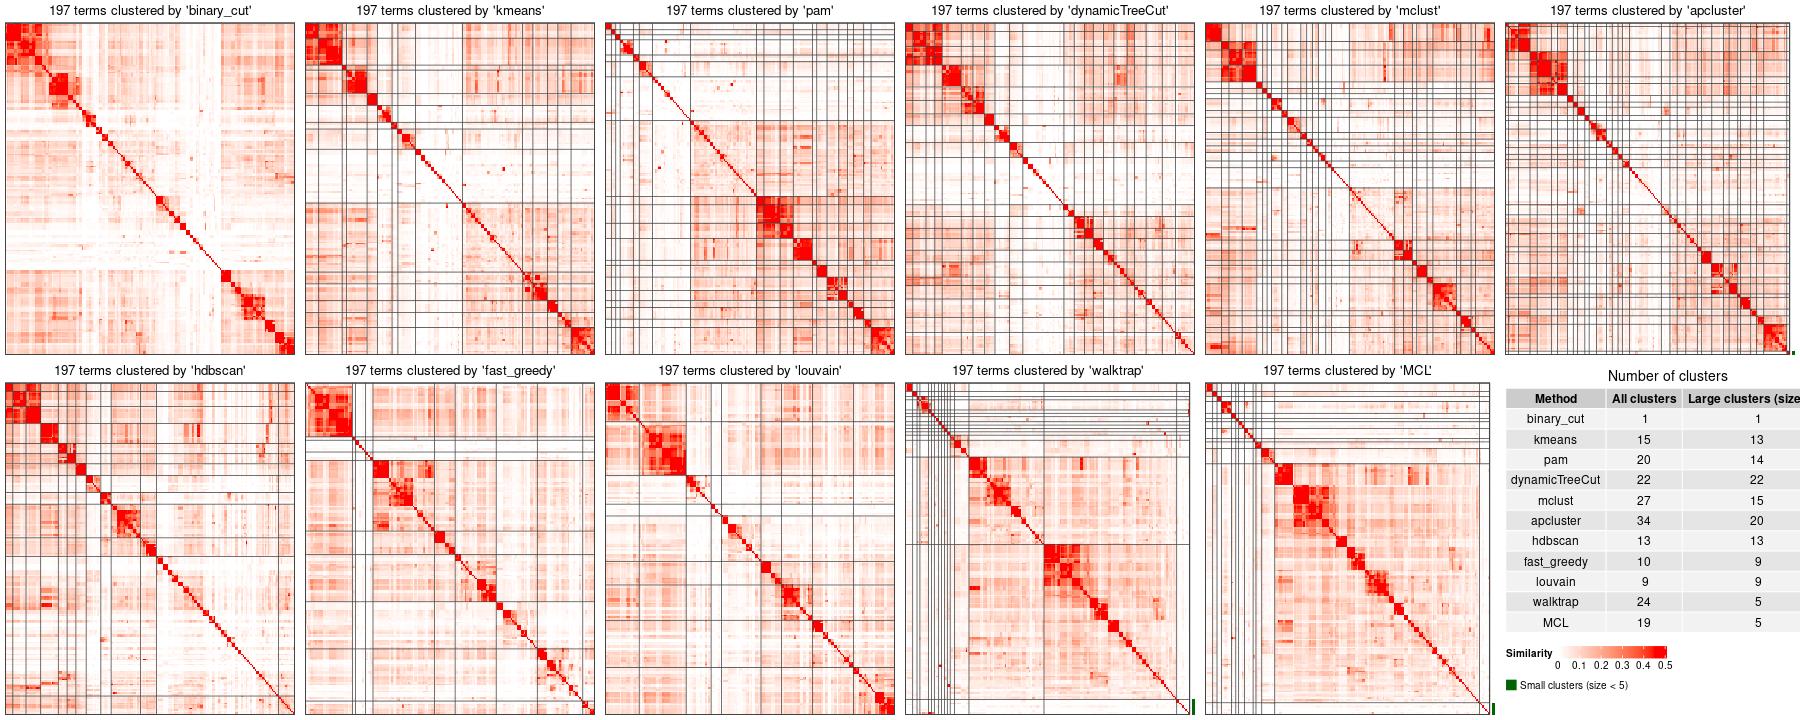 197 terms clustered by 'binary_cut'
197 terms clustered by 'kmeans'
197 terms clustered by 'pam'
197 terms clustered by 'dynamicTreeCut'
197 terms clustered by 'mclust'
197 terms clustered by 'apcluster'
197 terms clustered by 'hdbscan'
197 terms clustered by 'fast_greedy'
197 terms clustered by 'louvain'
197 terms clustered by 'walktrap'
197 terms clustered by 'MCL'
Number of clusters
Method All clusters Large clusters (size
binary_cut 1 1
kmeans 15 13
pam 20 14
dynamicTreeCut 22 22
mclust 27 15
apcluster 34 20
hdbscan 13 13
fast_greedy 10 9
louvain 9 9
walktrap 24 5
MCL 19 5
Similarity
0 0.1 0.2 0.3 0.4 0.5
Small clusters (size < 5)